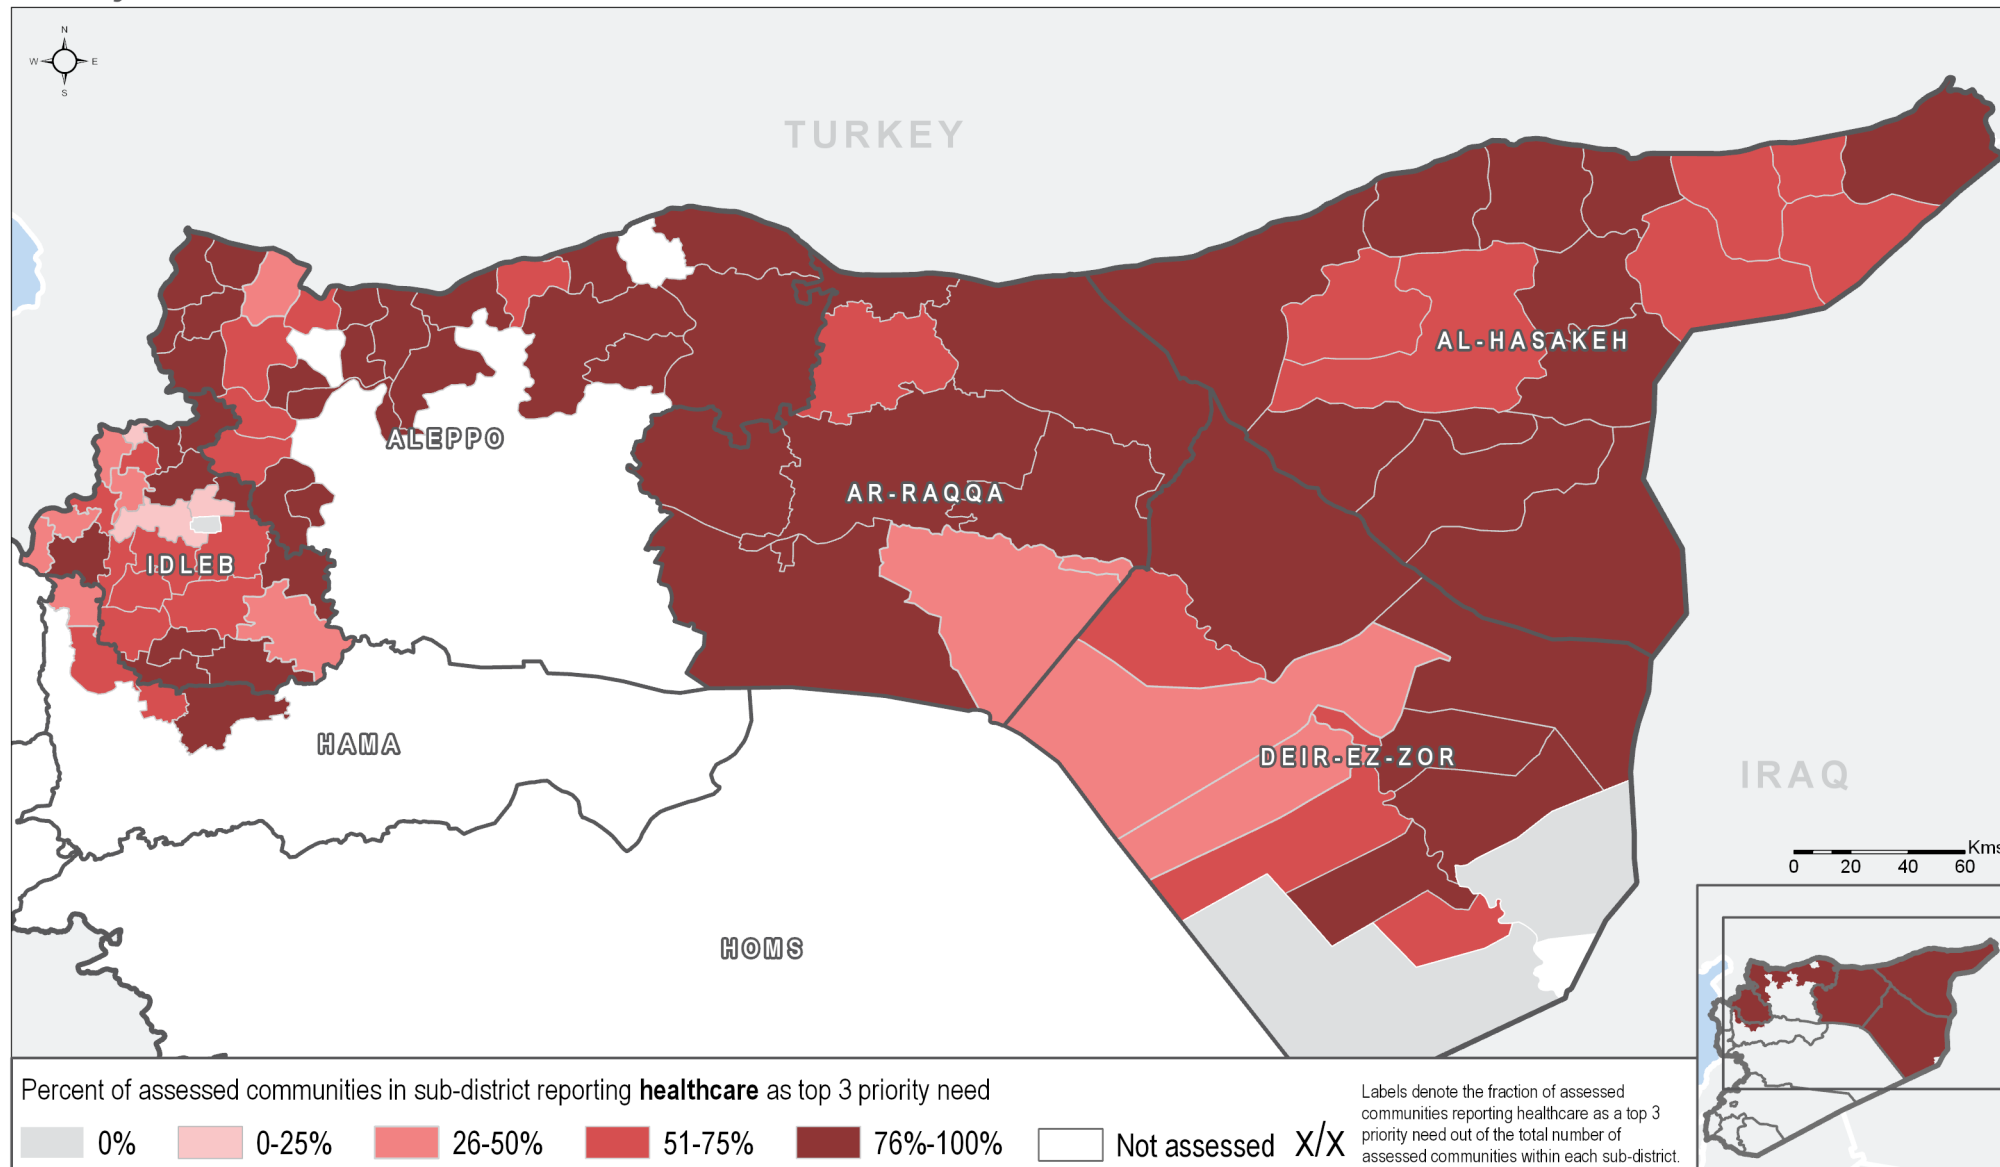 N
W E
S
TURKEY
AL-HASAKEH
ALEPPO
AR-RAQQA
IDLEB
HAMA
DEIR-EZ-ZOR
IRAQ
HOMS
Kms
0 20 40 60
Percent of assessed communities in sub-district reporting healthcare as top 3 priority need
0% 0-25% 26-50% 51-75% 76%-100% Not assessed X/X
Labels denote the fraction of assessed
communities reporting healthcare as a top 3
priority need out of the total number of
assessed communities within each sub-district.